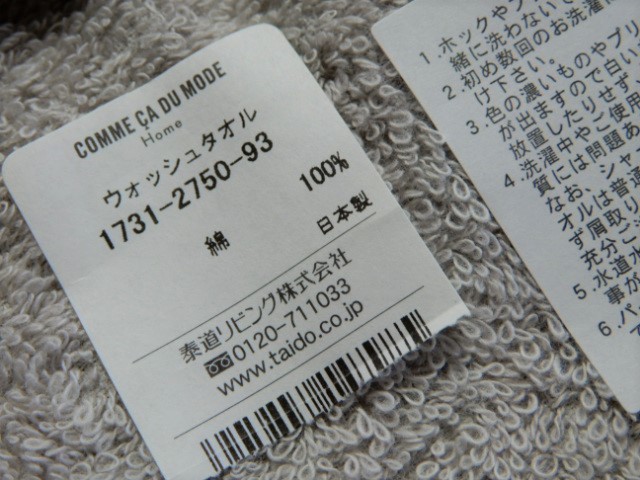 COMME ÇA DU MODE
Home
ウォッシュタオル
1731-2750-93
綿 100%
日本製
泰道リビング株式会社
0120-711033
www.taido.co.jp
1.ホックやフ
緒に洗わないで
2.初め数回のお洗濯に
け下さい。
3.色の濃いものやプリ
が出ますので白い
放置したりせず
4.洗濯中やご使
質には問題あ
なお、シャ
オルは普通
ず屑取り
充分ご
5.水道水
事が
6.バ